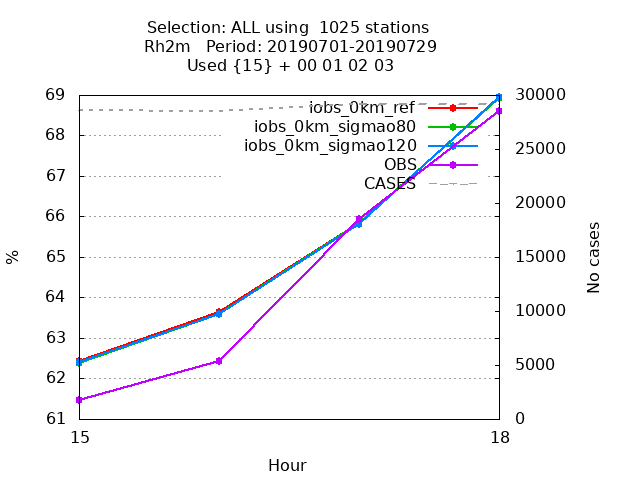 Selection: ALL using  1025 stations
Rh2m   Period: 20190701-20190729
Used {15} + 00 01 02 03
69
68
67
66
65
64
63
62
61
%
30000
25000
20000
15000
10000
5000
0
No cases
iobs_0km_ref
iobs_0km_sigmao80
iobs_0km_sigmao120
OBS
CASES
15
18
Hour